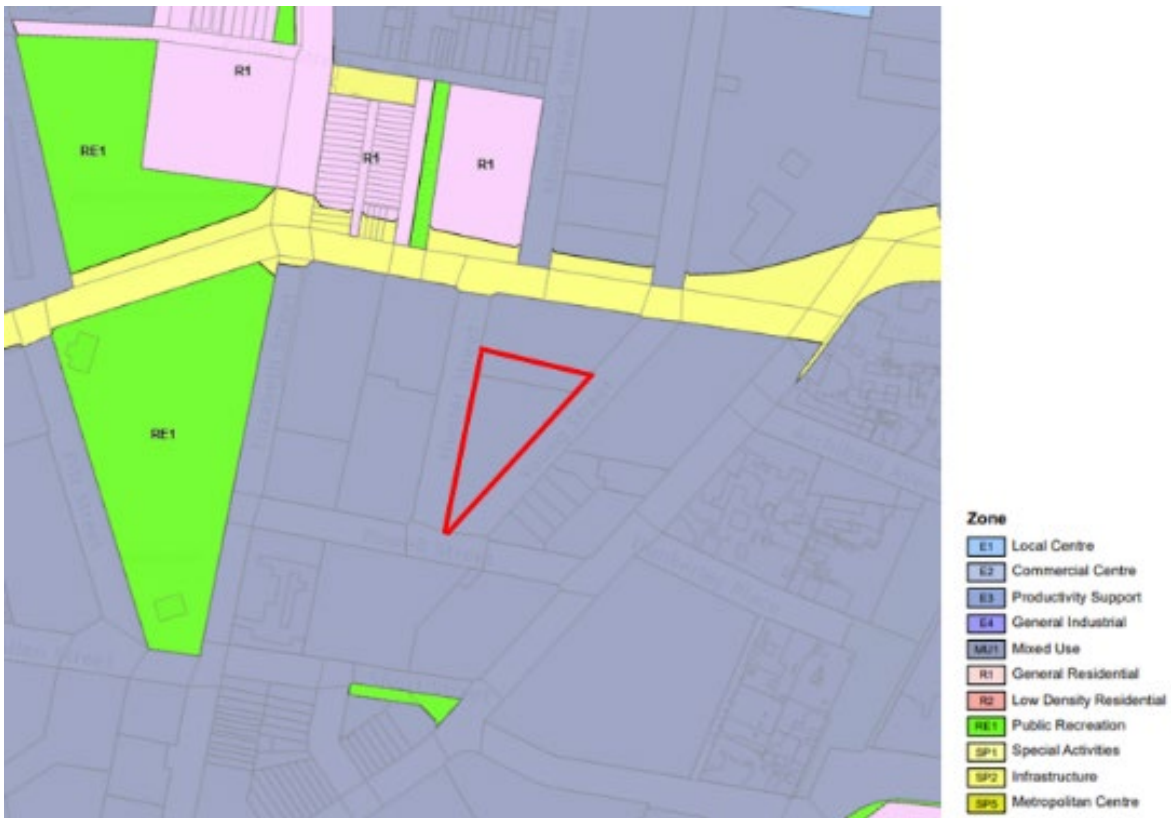 R1
RE1
R1
R1
RE1
Zone
E1 Local Centre
E2 Commercial Centre
E3 Productivity Support
E4 General Industrial
MU1 Mixed Use
R1 General Residential
R2 Low Density Residential
RE1 Public Recreation
SP1 Special Activities
SP2 Infrastructure
SP5 Metropolitan Centre